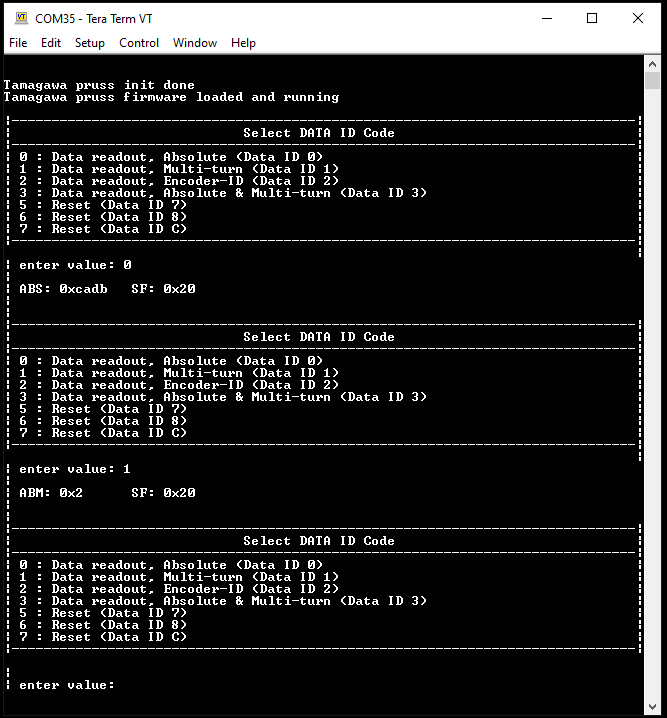 COM35 - Tera Term VT
File Edit Setup Control Window Help
Tamagawa pruss init done
Tamagawa pruss firmware loaded and running
|------------------------------------------------------------------------------|
Select DATA ID Code
|------------------------------------------------------------------------------|
| 0 : Data readout, Absolute (Data ID 0)
| 1 : Data readout, Multi-turn (Data ID 1)
| 2 : Data readout, Encoder-ID (Data ID 2)
| 3 : Data readout, Absolute & Multi-turn (Data ID 3)
| 5 : Reset (Data ID 7)
| 6 : Reset (Data ID 8)
| 7 : Reset (Data ID C)
|------------------------------------------------------------------------------|
|
| enter value: 0
|
| ABS: 0xcadb   SF: 0x20
|
|
|------------------------------------------------------------------------------|
Select DATA ID Code
|------------------------------------------------------------------------------|
| 0 : Data readout, Absolute (Data ID 0)
| 1 : Data readout, Multi-turn (Data ID 1)
| 2 : Data readout, Encoder-ID (Data ID 2)
| 3 : Data readout, Absolute & Multi-turn (Data ID 3)
| 5 : Reset (Data ID 7)
| 6 : Reset (Data ID 8)
| 7 : Reset (Data ID C)
|------------------------------------------------------------------------------|
|
| enter value: 1
|
| ABM: 0x2      SF: 0x20
|
|
|------------------------------------------------------------------------------|
Select DATA ID Code
|------------------------------------------------------------------------------|
| 0 : Data readout, Absolute (Data ID 0)
| 1 : Data readout, Multi-turn (Data ID 1)
| 2 : Data readout, Encoder-ID (Data ID 2)
| 3 : Data readout, Absolute & Multi-turn (Data ID 3)
| 5 : Reset (Data ID 7)
| 6 : Reset (Data ID 8)
| 7 : Reset (Data ID C)
|------------------------------------------------------------------------------|
|
| enter value: